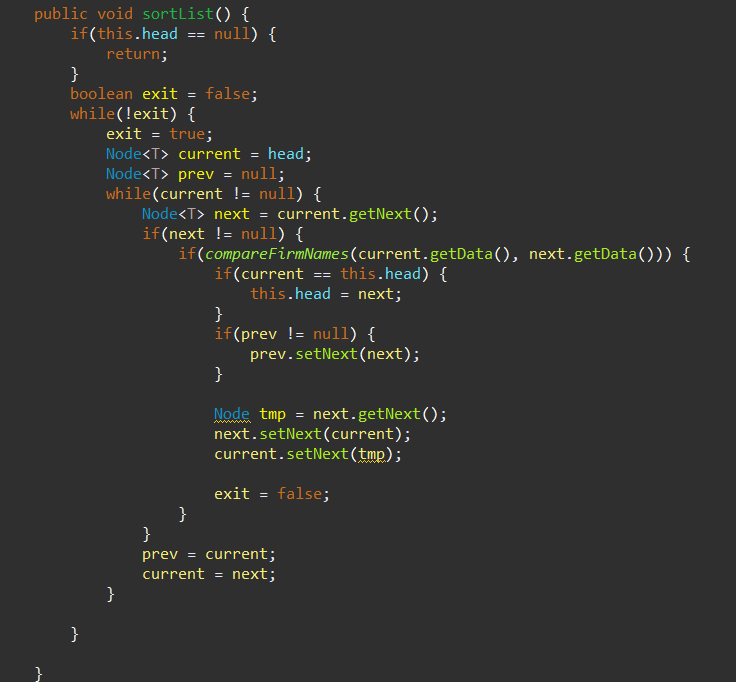 public void sortList() {
    if(this.head == null) {
        return;
    }
    boolean exit = false;
    while(!exit) {
        exit = true;
        Node<T> current = head;
        Node<T> prev = null;
        while(current != null) {
            Node<T> next = current.getNext();
            if(next != null) {
                if(compareFirmNames(current.getData(), next.getData())) {
                    if(current == this.head) {
                        this.head = next;
                    }
                    if(prev != null) {
                        prev.setNext(next);
                    }

                    Node tmp = next.getNext();
                    next.setNext(current);
                    current.setNext(tmp);

                    exit = false;
                }
            }
            prev = current;
            current = next;
        }

    }

}